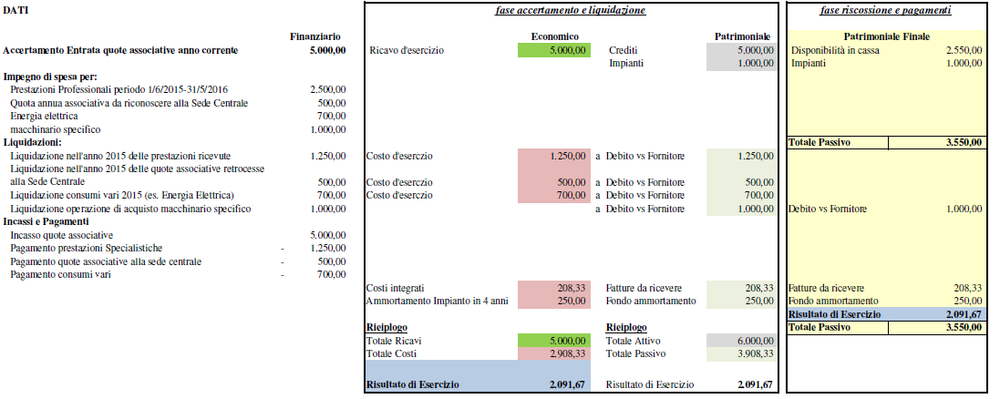 DATI fase accertamento e liquidazione fase riscossione e pagamenti
Finanziario Economico Patrimoniale Patrimoniale Finale
Accertamento Entrata quote associative anno corrente 5.000,00 Ricavo d'esercizio 5.000,00 Crediti 5.000,00 Disponibilità in cassa 2.550,00
Impianti 1.000,00 Impianti 1.000,00
Impegno di spesa per:
Prestazioni Professionali periodo 1/6/2015-31/5/2016 2.500,00
Quota annua associativa da riconoscere alla Sede Centrale 500,00
Energia elettrica 700,00
macchinario specifico 1.000,00
Liquidazioni: Totale Passivo 3.550,00
Liquidazione nell'anno 2015 delle prestazioni ricevute 1.250,00 Costo d'eserczio 1.250,00 a Debito vs Fornitore 1.250,00
Liquidazione nell'anno 2015 delle quote associative retrocesse
alla Sede Centrale 500,00 Costo d'eserczio 500,00 a Debito vs Fornitore 500,00
Liquidazione consumi vari 2015 (es. Energia Elettrica) 700,00 Costo d'eserczio 700,00 a Debito vs Fornitore 700,00
Liquidazione operazione di acquisto macchinario specifico 1.000,00 a Debito vs Fornitore 1.000,00 Debito vs Fornitore 1.000,00
Incassi e Pagamenti
Incasso quote associative 5.000,00
Pagamento prestazioni Specialistiche - 1.250,00
Pagamento quote associative alla sede centrale - 500,00
Pagamento consumi vari - 700,00
Costi integrati 208,33 Fatture da ricevere 208,33 Fatture da ricevere 208,33
Ammortamento Impianto in 4 anni 250,00 Fondo ammortamento 250,00 Fondo ammortamento 250,00
Risultato di Esercizio 2.091,67
Rieiplogo Rieiplogo Totale Passivo 3.550,00
Totale Ricavi 5.000,00 Totale Attivo 6.000,00
Totale Costi 2.908,33 Totale Passivo 3.908,33
Risultato di Esercizio 2.091,67 Risultato di Esercizio 2.091,67